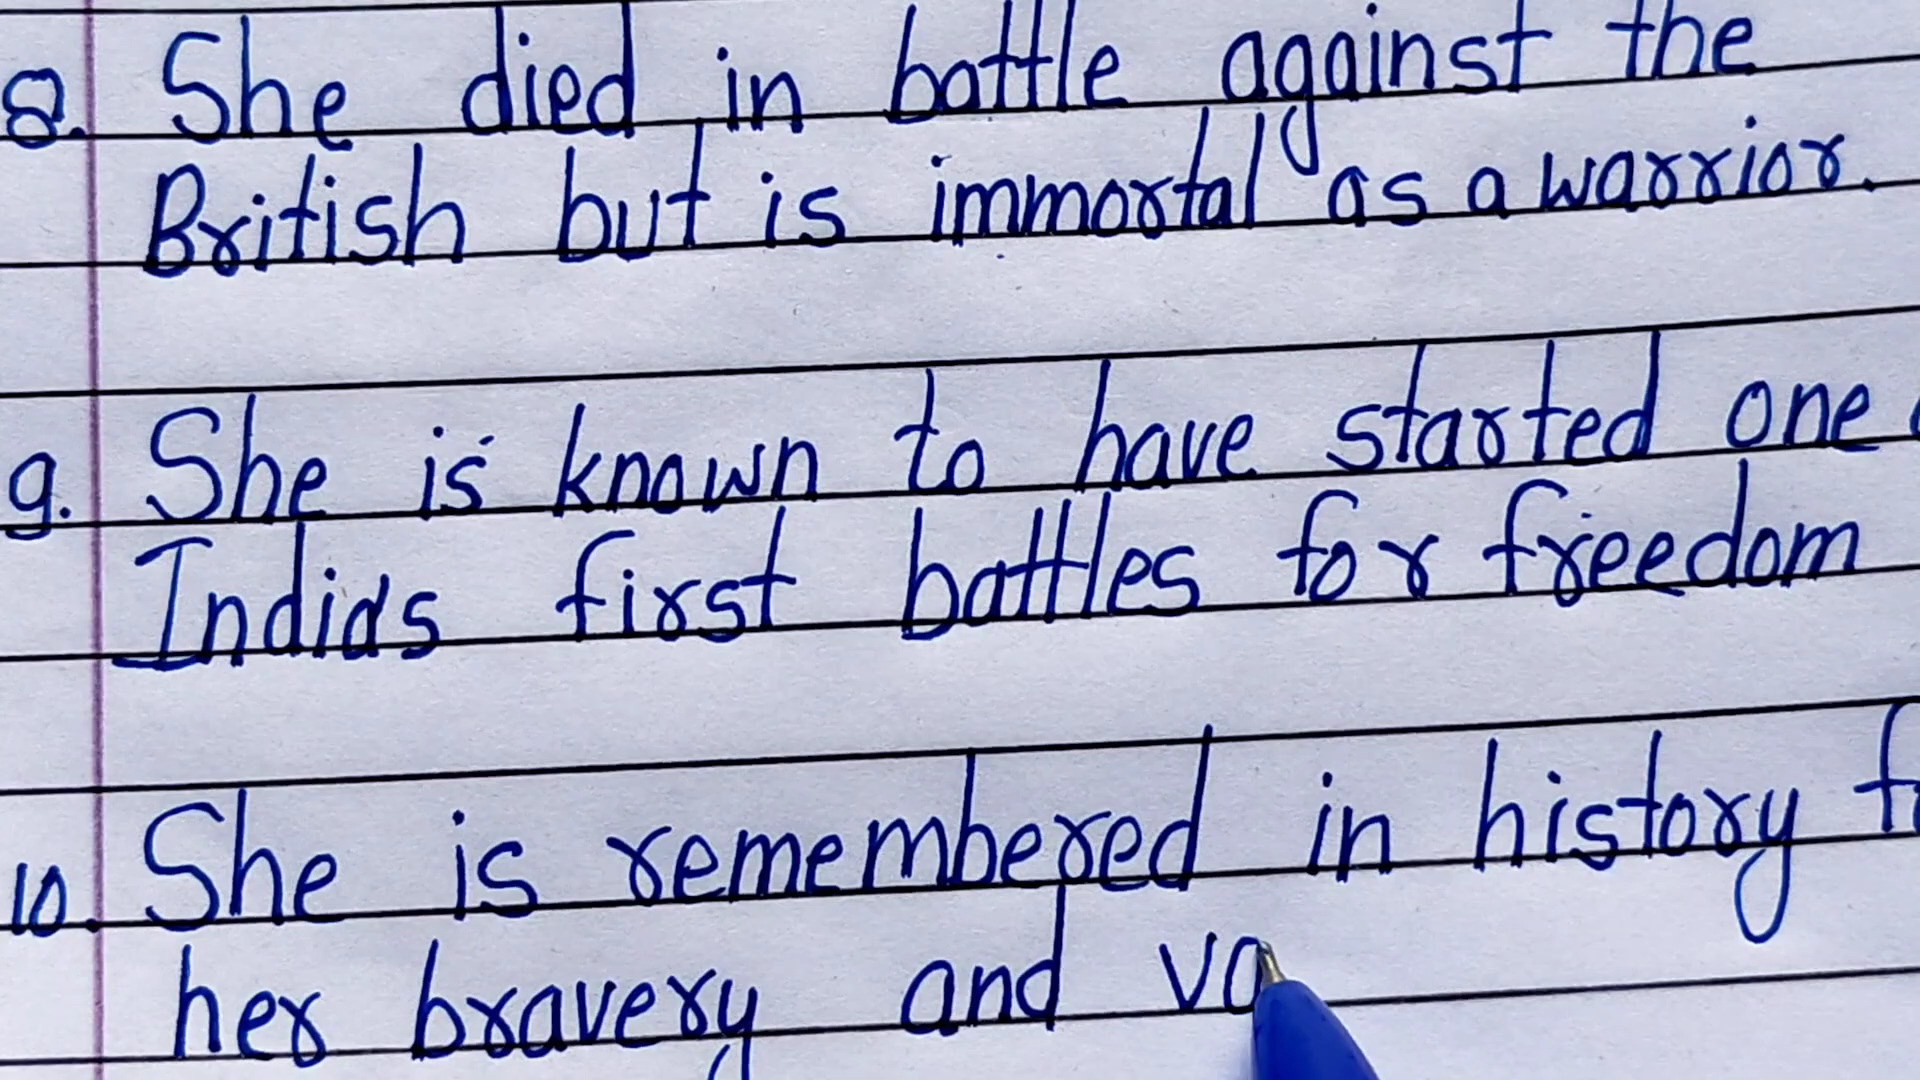 8. She died in battle against the
British but is immortal as a warrior.
9. She is known to have started one
Indias first battles for freedom
10. She is remembered in history
her bravery and